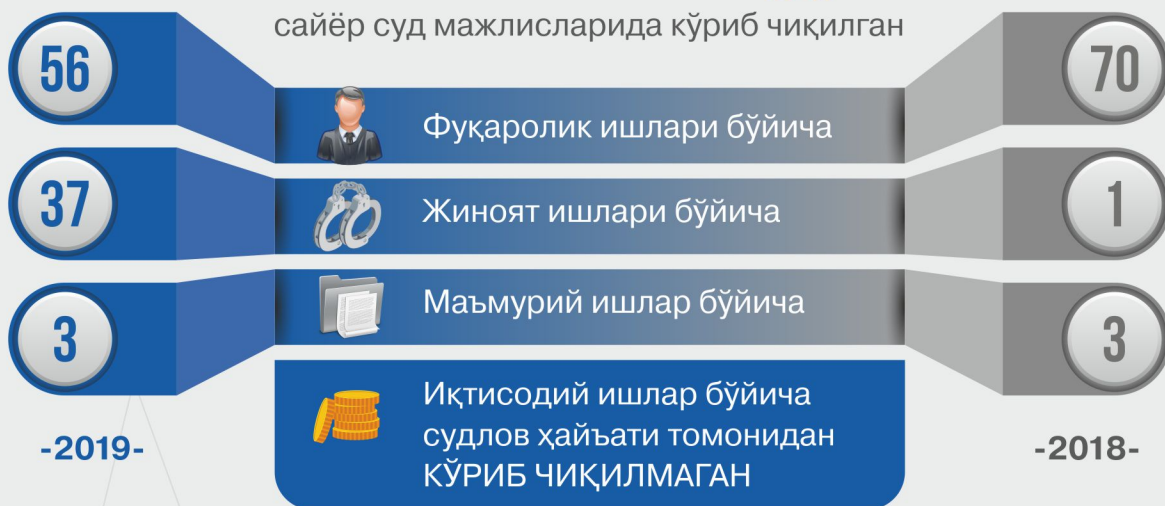 сайёр суд мажлисларида кўриб чиқилган
56
Фуқаролик ишлари бўйича
70
37
Жиноят ишлари бўйича
1
3
Маъмурий ишлар бўйича
3
Иқтисодий ишлар бўйича
судлов ҳайъати томонидан
КЎРИБ ЧИҚИЛМАГАН
-2019-
-2018-